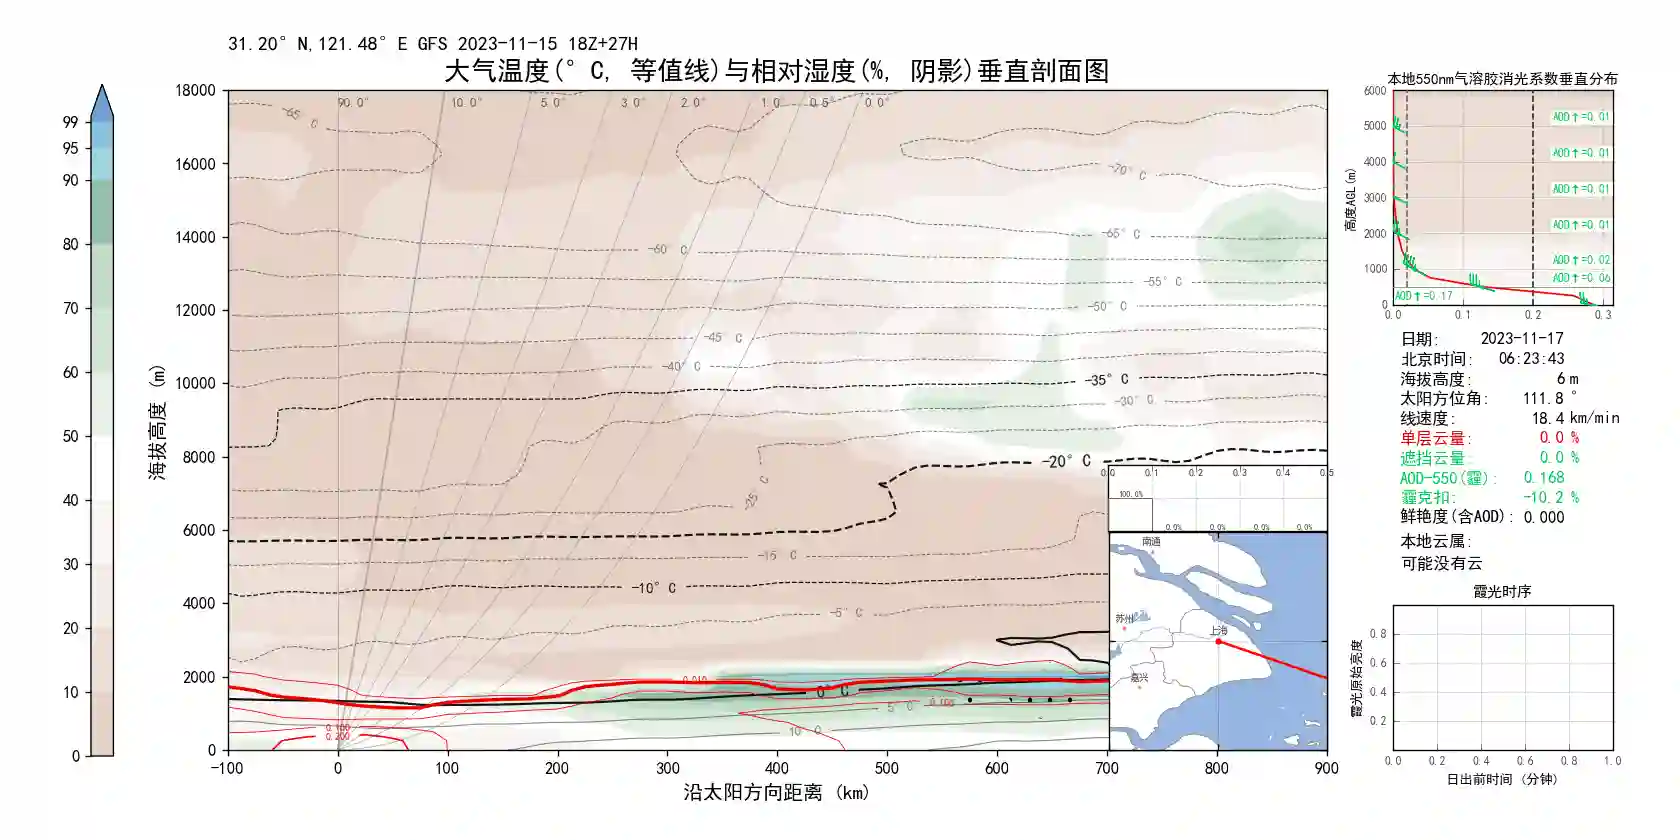 31.20° N,121.48° E GFS 2023-11-15 18Z+27H
大气温度(° C, 等值线)与相对湿度(%, 阴影)垂直剖面图
99
95
90
80
70
60
50
40
30
20
10
0
海拔高度 (m)
18000
16000
14000
12000
10000
8000
6000
4000
2000
0
90.0°
10.0°
5.0°
3.0°
2.0°
1.0
0.5°
0.0°
-65° C
-70° C
-60° C
-65° C
-55° C
-50° C
-45° C
-40° C
-35° C
-30° C
-20° C
-25° C
-15 °C
-10° C
-5° C
0.010
0° C
5° C
0.100
10° C
0.100
0.200
-100
0
100
200
300
400
500
600
700
800
900
沿太阳方向距离 (km)
0.0
0.1
0.2
0.3
0.4
0.5
100.0%
0.0%
0.0%
0.0%
0.0%
南通
苏州
上海
嘉兴
本地550nm气溶胶消光系数垂直分布
高度AGL(m)
6000
5000
4000
3000
2000
1000
0
AOD↑=0.01
AOD↑=0.01
AOD↑=0.01
AOD↑=0.01
AOD↑=0.02
AOD↑=0.06
AOD↑=0.17
0.0
0.1
0.2
0.3
日期: 2023-11-17
北京时间: 06:23:43
海拔高度: 6 m
太阳方位角: 111.8 °
线速度: 18.4 km/min
单层云量: 0.0 %
遮挡云量: 0.0 %
AOD-550(霾): 0.168
霾克扣: -10.2 %
鲜艳度(含AOD): 0.000
本地云属:
可能没有云
霞光时序
霞光原始亮度
0.8
0.6
0.4
0.2
0.0
0.2
0.4
0.6
0.8
1.0
日出前时间 (分钟)